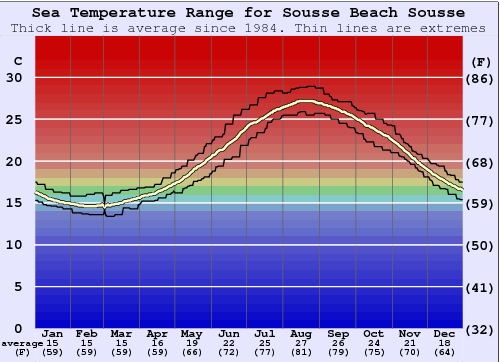 Sea Temperature Range for Sousse Beach Sousse
Thick line is average since 1984. Thin lines are extremes
C (F)
30 (86)
25 (77)
20 (68)
15 (59)
10 (50)
5 (41)
0 (32)
Jan Feb Mar Apr May Jun Jul Aug Sep Oct Nov Dec
average 15 15 15 16 19 22 25 27 26 24 21 18
(F) (59) (59) (59) (59) (66) (72) (77) (81) (79) (75) (70) (64)